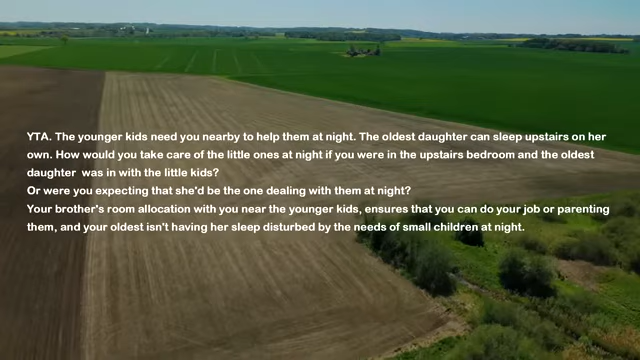 YTA. The younger kids need you nearby to help them at night. The oldest daughter can sleep upstairs on her
own. How would you take care of the little ones at night if you were in the upstairs bedroom and the oldest
daughter was in with the little kids?
Or were you expecting that she'd be the one dealing with them at night?
Your brother's room allocation with you near the younger kids, ensures that you can do your job or parenting
them, and your oldest isn't having her sleep disturbed by the needs of small children at night.